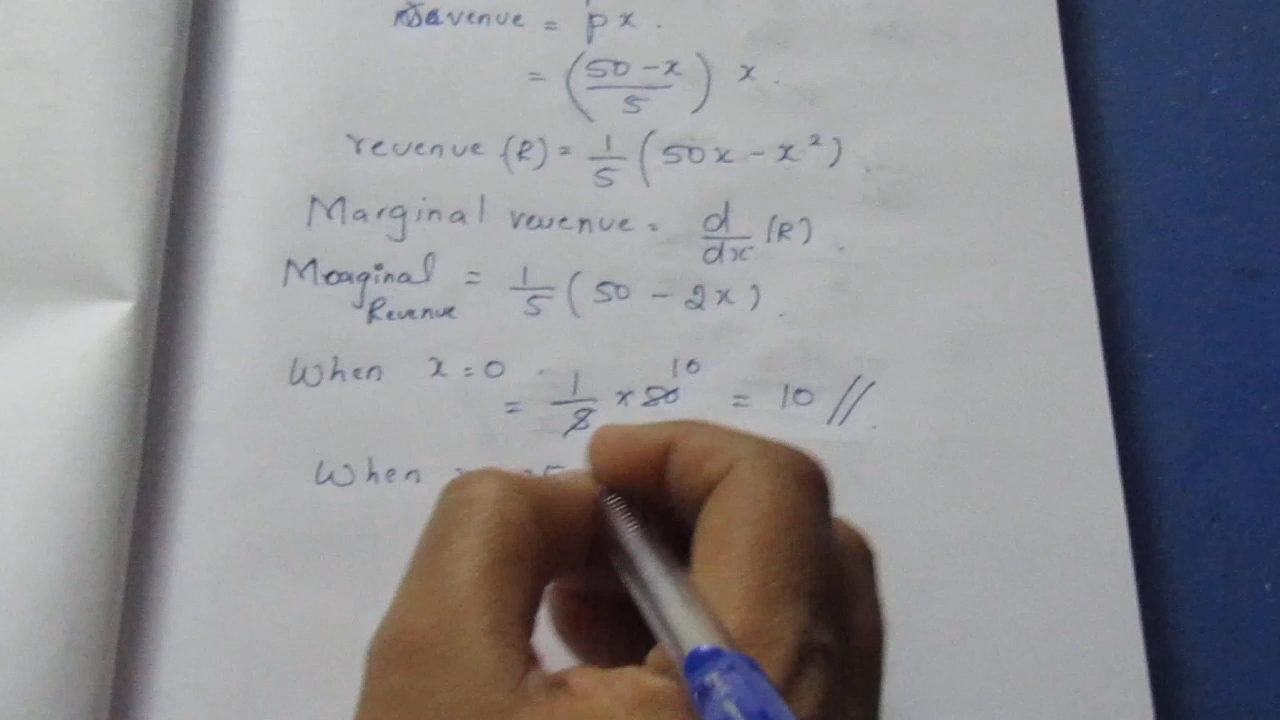 Revenue = px.
= (50 - x / 5) x.
revenue (R) = 1/5 (50x - x²).
Marginal revenue = d/dx (R).
Marginal Revenue = 1/5 (50 - 2x).
When x = 0.
= 1/5 x 50 10 = 10 //.
When